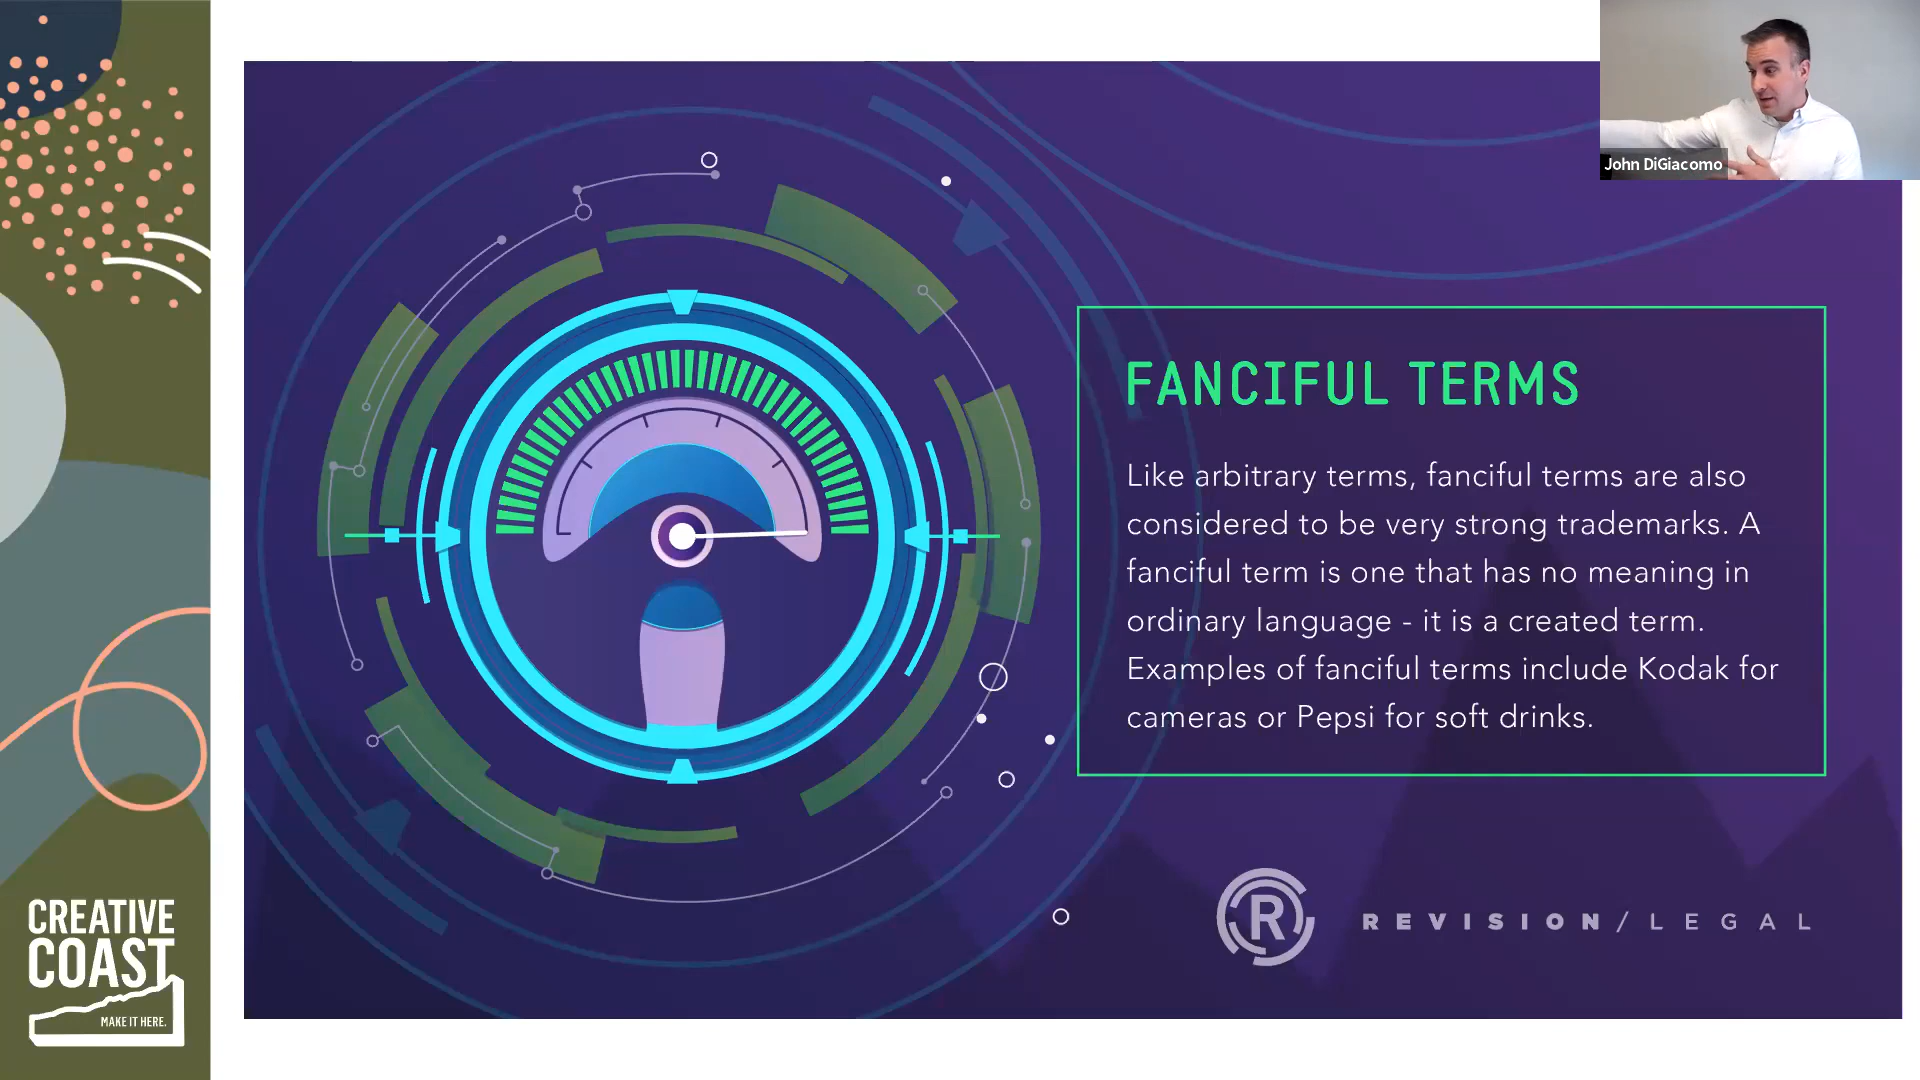 John DiGiacomo
FANCIFUL TERMS
Like arbitrary terms, fanciful terms are also
considered to be very strong trademarks. A
fanciful term is one that has no meaning in
ordinary language - it is a created term.
Examples of fanciful terms include Kodak for
cameras or Pepsi for soft drinks.
R REVISION/LEGAL
CREATIVE
COAST
MAKE IT HERE.